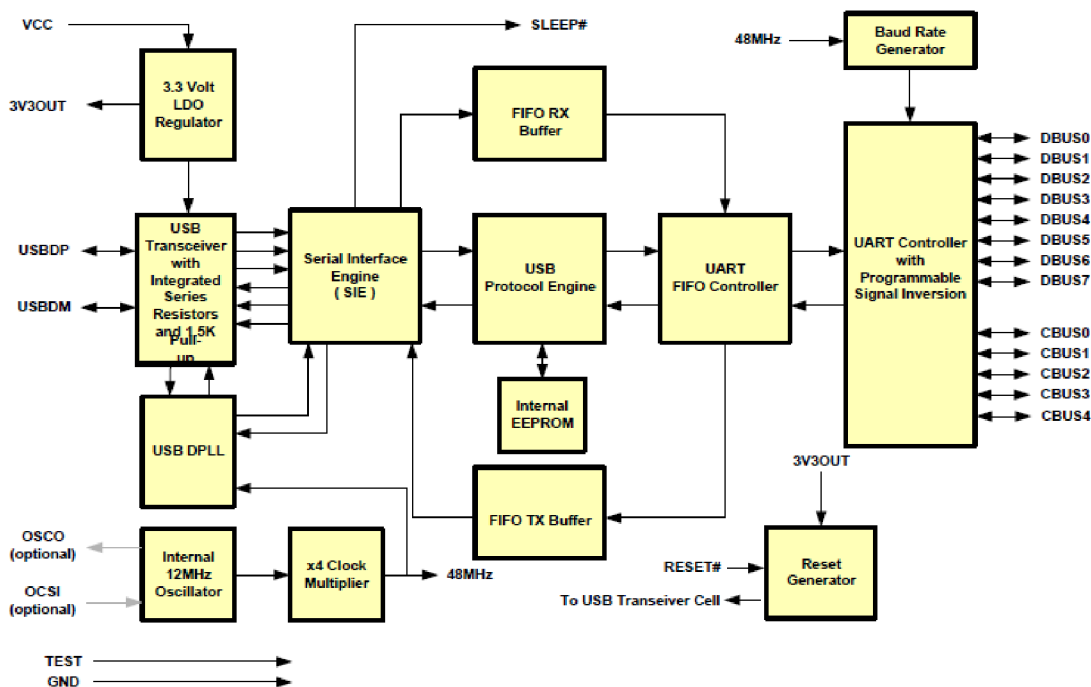 VCC
SLEEP#
48MHz
Baud Rate
Generator
3.3 Volt
LDO
Regulator
3V3OUT
FIFO RX
Buffer
DBUS0
DBUS1
DBUS2
DBUS3
DBUS4
DBUS5
DBUS6
DBUS7
USBDP
USBDM
USB
Transceiver
with
Integrated
Series
Resistors
and 1.5K
Pull-
up
Serial Interface
Engine
( SIE )
USB
Protocol Engine
UART
FIFO Controller
UART Controller
with
Programmable
Signal Inversion
CBUS0
CBUS1
CBUS2
CBUS3
CBUS4
Internal
EEPROM
USB DPLL
3V3OUT
FIFO TX Buffer
OSCO
(optional)
OCSI
(optional)
Internal
12MHz
Oscillator
x4 Clock
Multiplier
48MHz
RESET#
Reset
Generator
To USB Transeiver Cell
TEST
GND